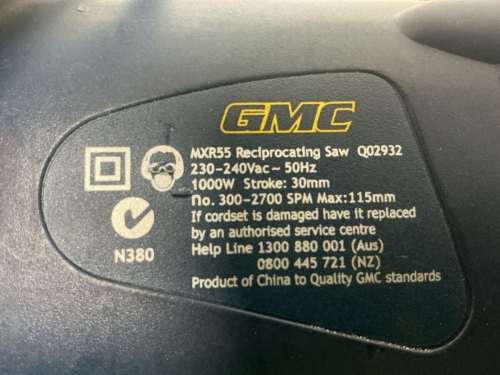 GMC
MXR55 Reciprocating Saw Q02932
230-240Vac ~ 50Hz
1000W Stroke: 30mm
no. 300-2700 SPM Max:115mm
If cordset is damaged have it replaced
by an authorised service centre
Help Line 1300 880 001 (Aus)
0800 445 721 (NZ)
Product of China to Quality GMC standards
N380